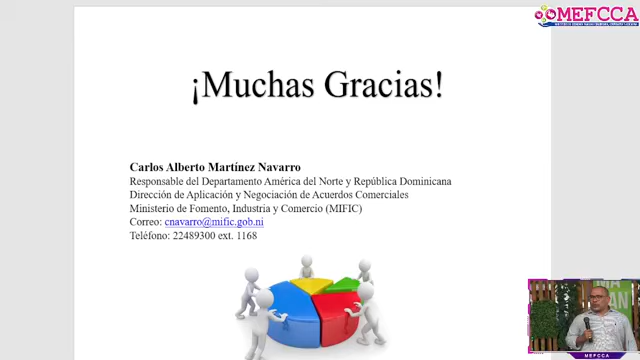 MEFCCA
¡Muchas Gracias!
Carlos Alberto Martínez Navarro
Responsable del Departamento América del Norte y República Dominicana
Dirección de Aplicación y Negociación de Acuerdos Comerciales
Ministerio de Fomento, Industria y Comercio (MIFIC)
Correo: cnavarro@mific.gob.ni
Teléfono: 22489300 ext. 1168
MEFCCA